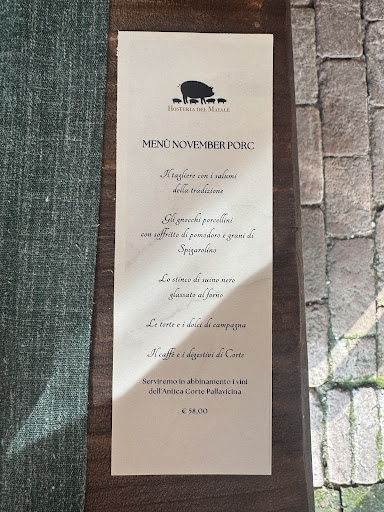 Hosteria del Maiale
MENÙ NOVEMBER PORC
Il tagliere con i salumi
della tradizione
Gli gnocchi porcellini
con soffritto di pomodoro e grani di
Spigarolino
Lo stinco di suino nero
glassato al forno
Le torte e i dolci di campagna
Il caffè e i digestivi di Corte
Serviremo in abbinamento i vini
dell'Antica Corte Pallavicina
€ 58,00